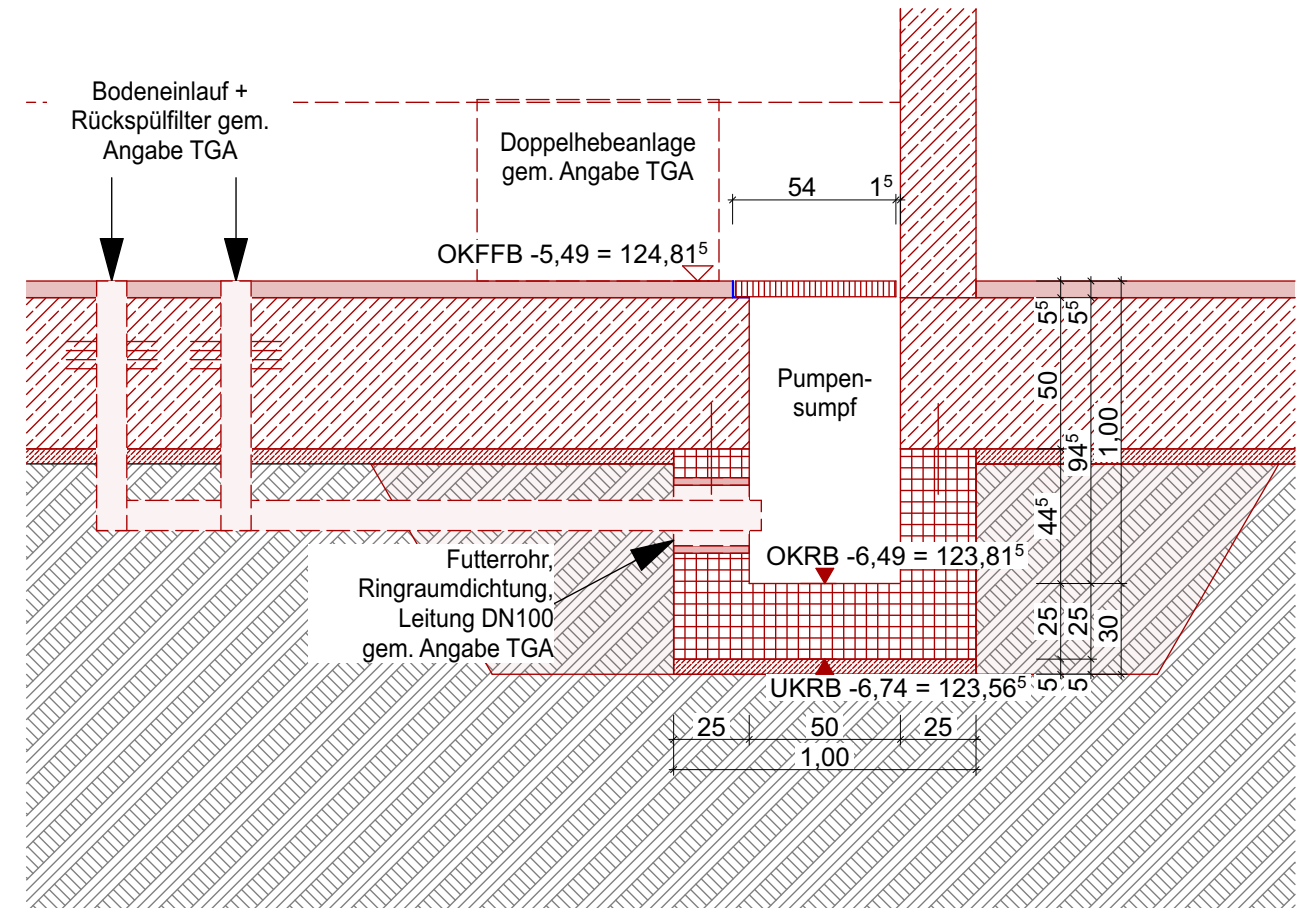 Bodeneinlauf +
Rückspülfilter gem.
Angabe TGA
Doppelhebeanlage
gem. Angabe TGA
54 1⁵
OKFFB -5,49 = 124,81⁵
5⁵ 5⁵
Pumpen-
sumpf
50
94⁵
1,00
44⁵
Futterrohr,
Ringraumdichtung,
Leitung DN100
gem. Angabe TGA
OKRB -6,49 = 123,81⁵
25 25 30
UKRB -6,74 = 123,56⁵
5 5
25 50 25
1,00